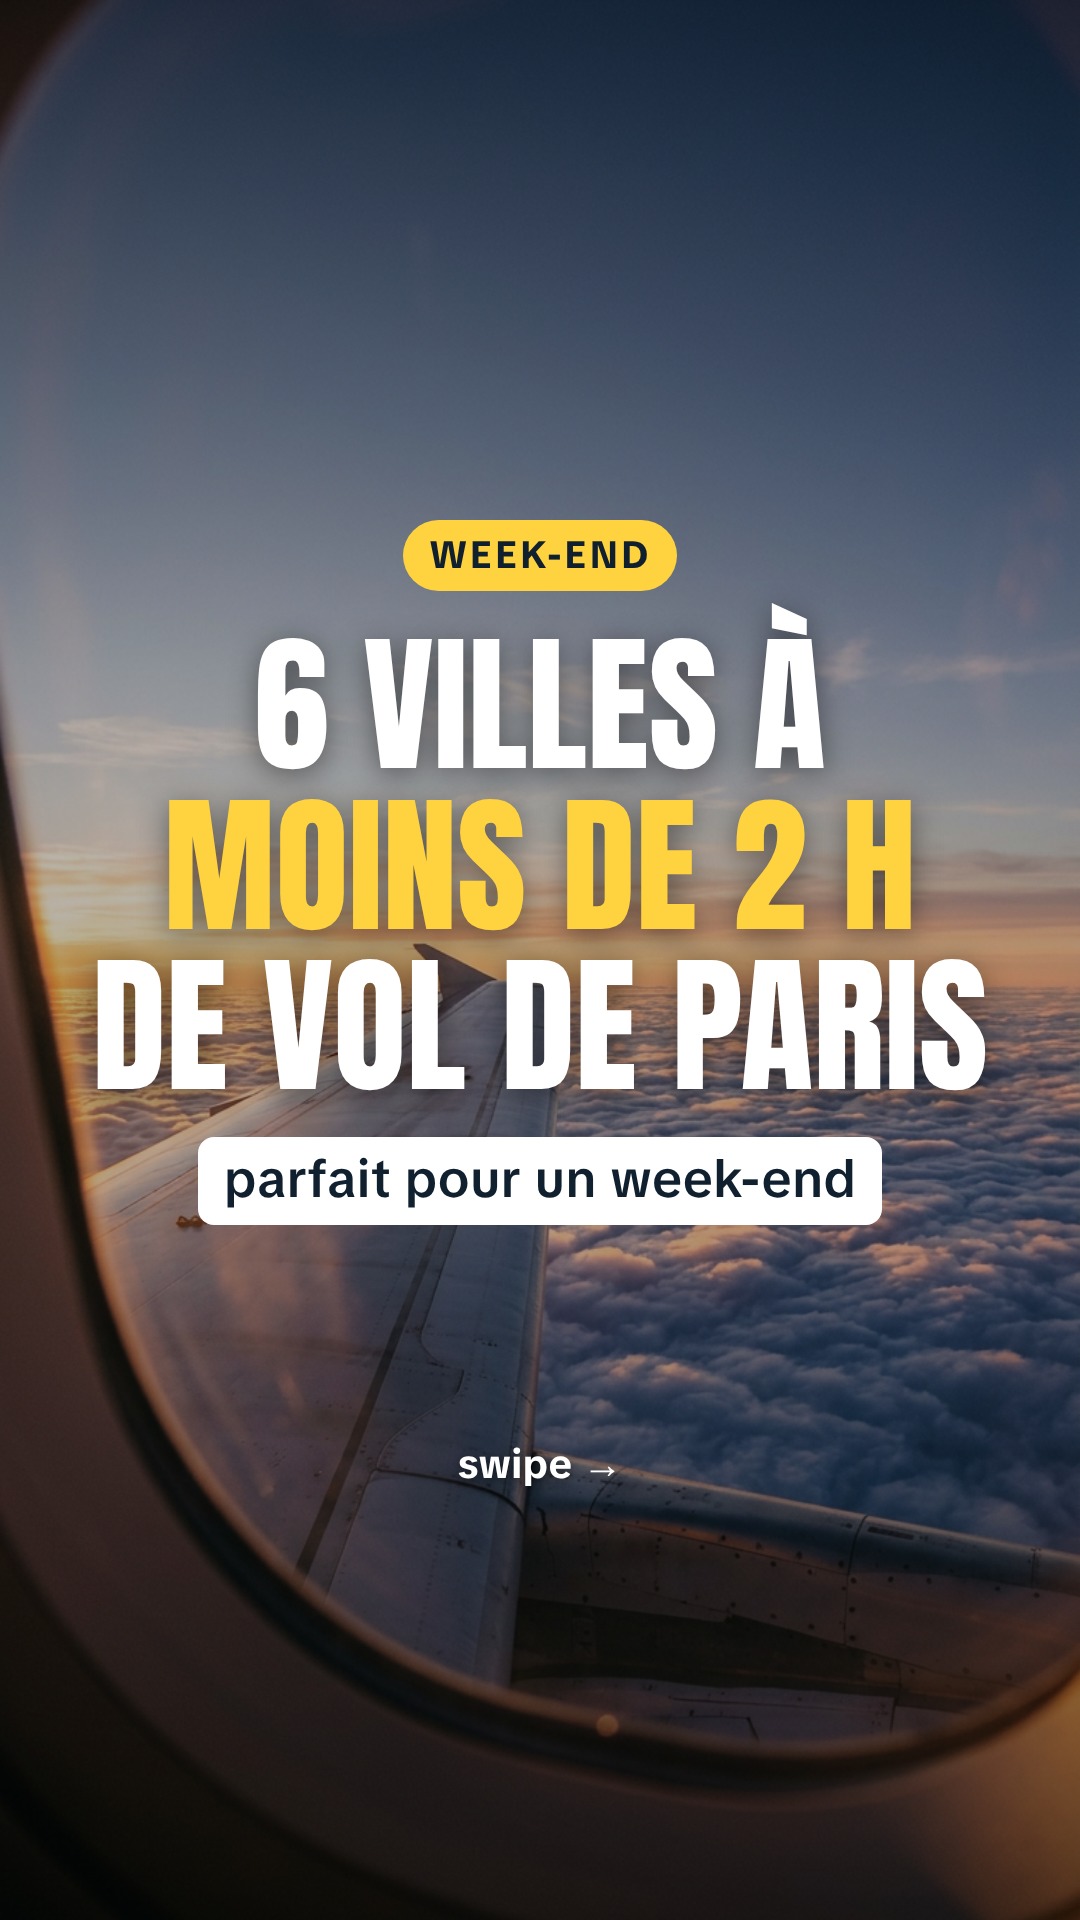 WEEK-END
6 VILLES À
MOINS DE 2 H
DE VOL DE PARIS
parfait pour un week-end
swipe →